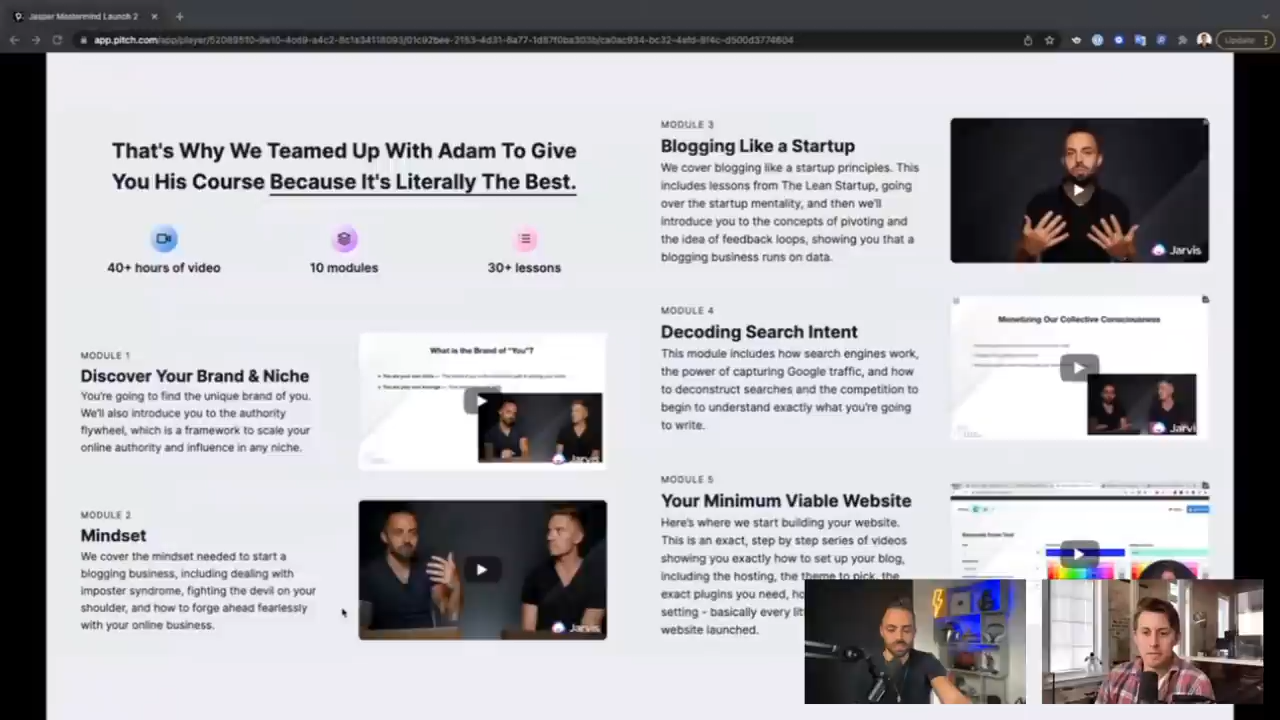 Jasper Mastermind Launch 2
Update
That's Why We Teamed Up With Adam To Give
You His Course Because It's Literally The Best.
40+ hours of video
10 modules
30+ lessons
MODULE 1
Discover Your Brand & Niche
You're going to find the unique brand of you.
We'll also introduce you to the authority
flywheel, which is a framework to scale your
online authority and influence in any niche.
What is the Brand of "You"?
Jarvis
MODULE 2
Mindset
We cover the mindset needed to start a
blogging business, including dealing with
imposter syndrome, fighting the devil on your
shoulder, and how to forge ahead fearlessly
with your online business.
Jarvis
MODULE 3
Blogging Like a Startup
We cover blogging like a startup principles. This
includes lessons from The Lean Startup, going
over the startup mentality, and then we'll
introduce you to the concepts of pivoting and
the idea of feedback loops, showing you that a
blogging business runs on data.
Jarvis
MODULE 4
Decoding Search Intent
This module includes how search engines work,
the power of capturing Google traffic, and how
to deconstruct searches and the competition to
begin to understand exactly what you're going
to write.
Monetizing Our Collective Consciousness
Jarvis
MODULE 5
Your Minimum Viable Website
Here's where we start building your website.
This is an exact, step by step series of videos
showing you exactly how to set up your blog,
including the hosting, the theme to pick, the
exact plugins you need,
setting - basically every
website launched.